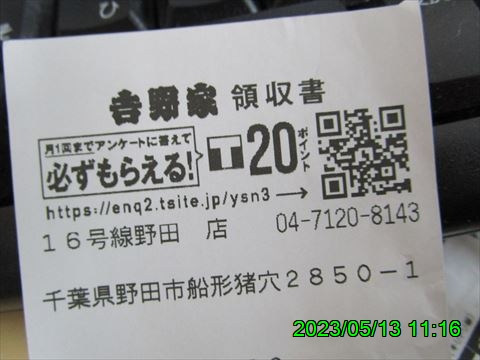 吉野家 領収書
月1回までアンケートに答えて
必ずもらえる!
T20ポイント
https://enq2.tsite.jp/ysn3→
16号線野田 店 04-7120-8143
千葉県野田市船形猪穴2850-1
2023/05/13 11:16